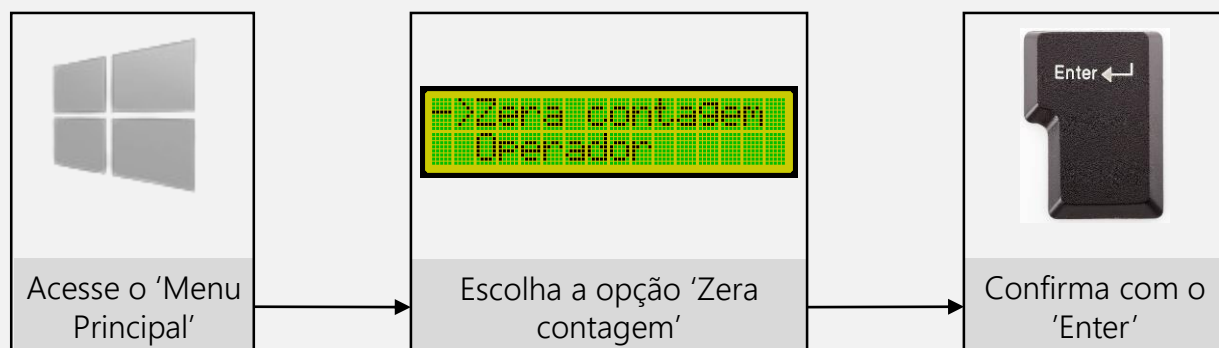 Enter
->Zera contagem
Operador
Acesse o ‘Menu
Principal’
Escolha a opção ‘Zera
contagem’
Confirma com o
’Enter’